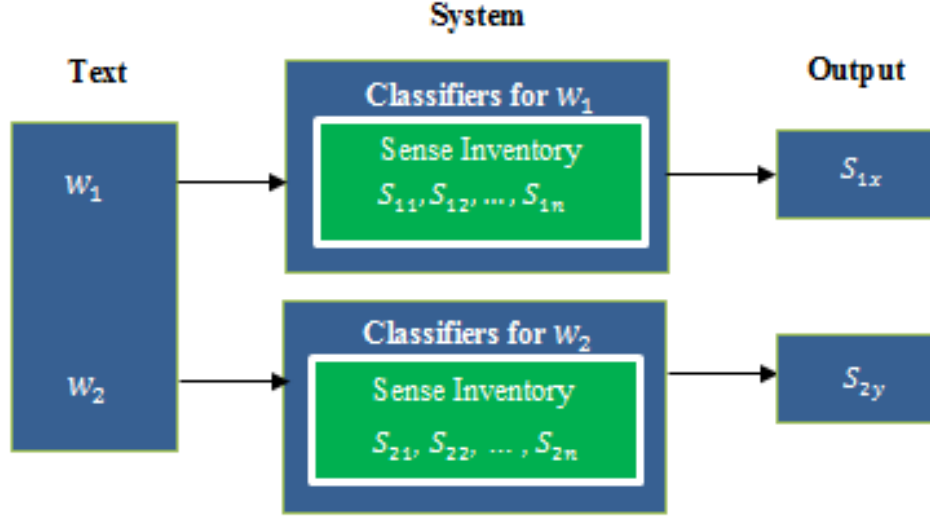 System
Text
Output
Classifiers for w₁
Sense Inventory
S₁₁, S₁₂, ... , S₁ₙ
w₁
S₁ₓ
Classifiers for w₂
Sense Inventory
S₂₁, S₂₂, ... , S₂ₙ
w₂
S₂ᵧ